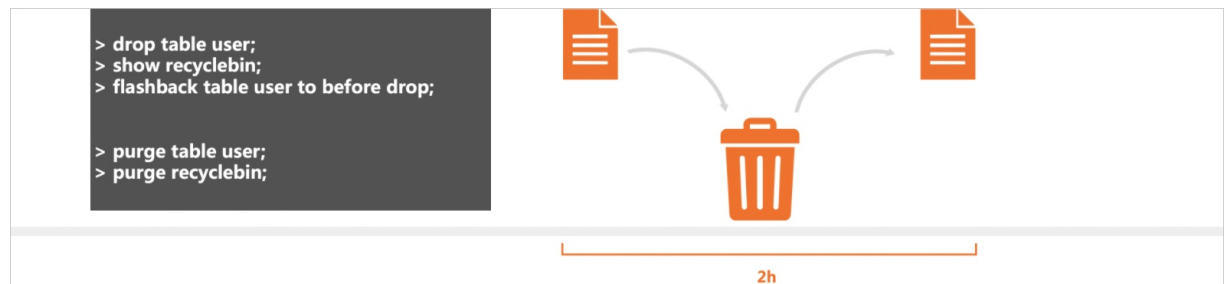 > drop table user;
> show recyclebin;
> flashback table user to before drop;
> purge table user;
> purge recyclebin;
2h